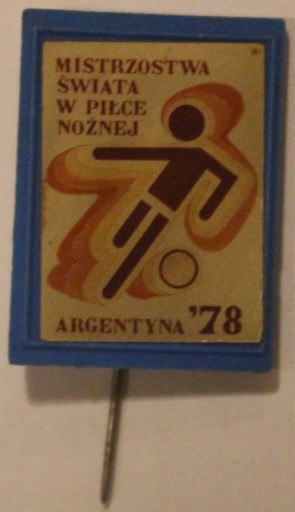 MISTRZOSTWA
ŚWIATA
W PIŁCE
NOŻNEJ
ARGENTYNA '78